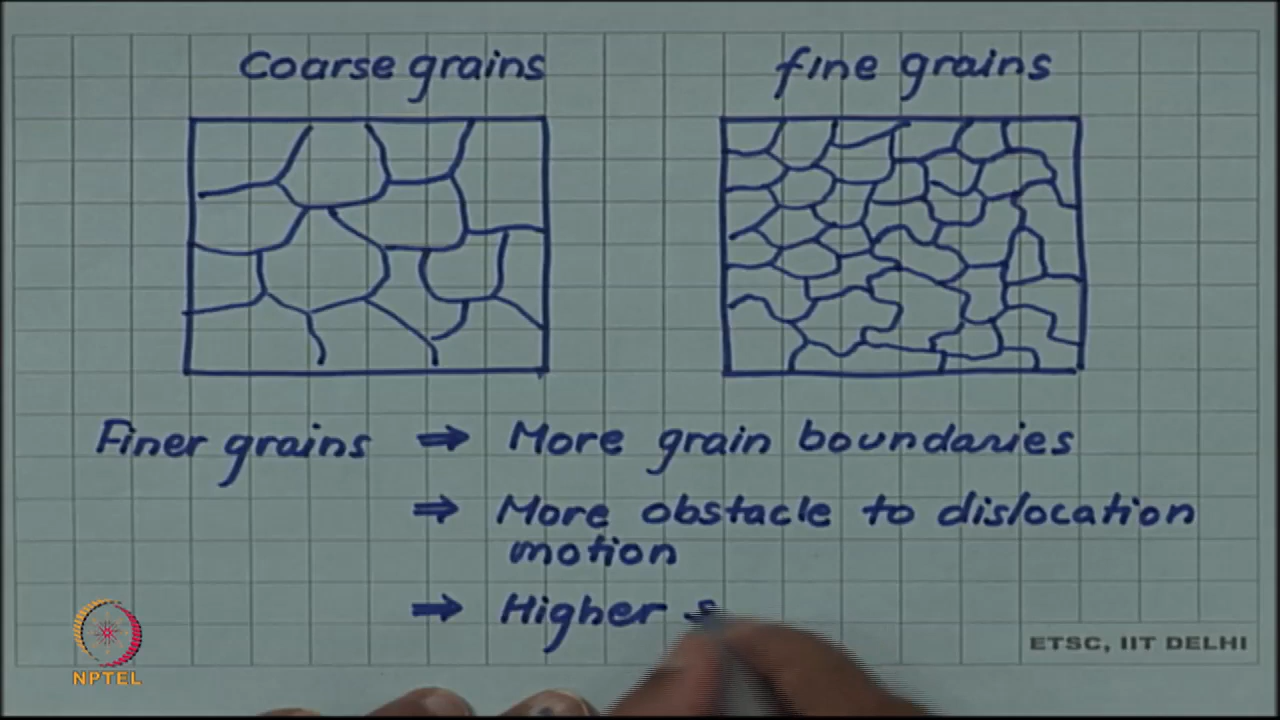 Coarse grains
fine grains
Finer grains ⇒ More grain boundaries
⇒ More obstacle to dislocation
motion
⇒ Higher s
NPTEL
ETSC, IIT DELHI